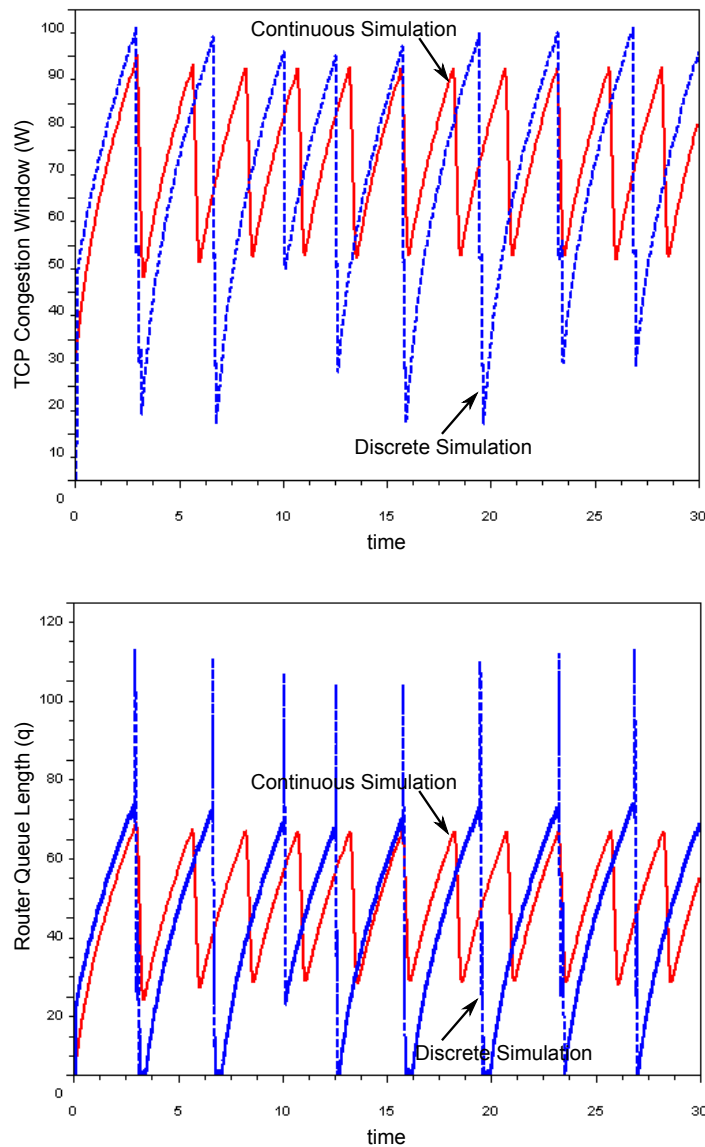 100
Continuous Simulation
90
80
70
60
50
40
30
20
10
0
TCP Congestion Window (W)
Discrete Simulation
0 5 10 15 20 25 30
time
120
100
80
60
40
20
0
Router Queue Length (q)
Continuous Simulation
Discrete Simulation
0 5 10 15 20 25 30
time